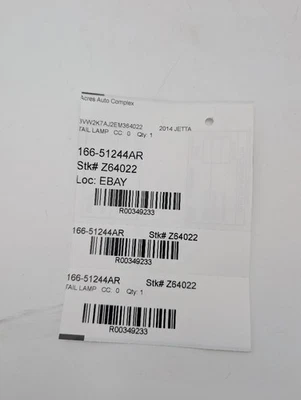 Acres Auto Complex
3VW2K7AJ2EM364022 2014 JETTA
TAIL LAMP CC: 0 Qty: 1
166-51244AR
Stk# Z64022
Loc: EBAY
R00349233
166-51244AR Stk# Z64022
R00349233
166-51244AR Stk# Z64022
TAIL LAMP CC: 0 Qty: 1
R00349233